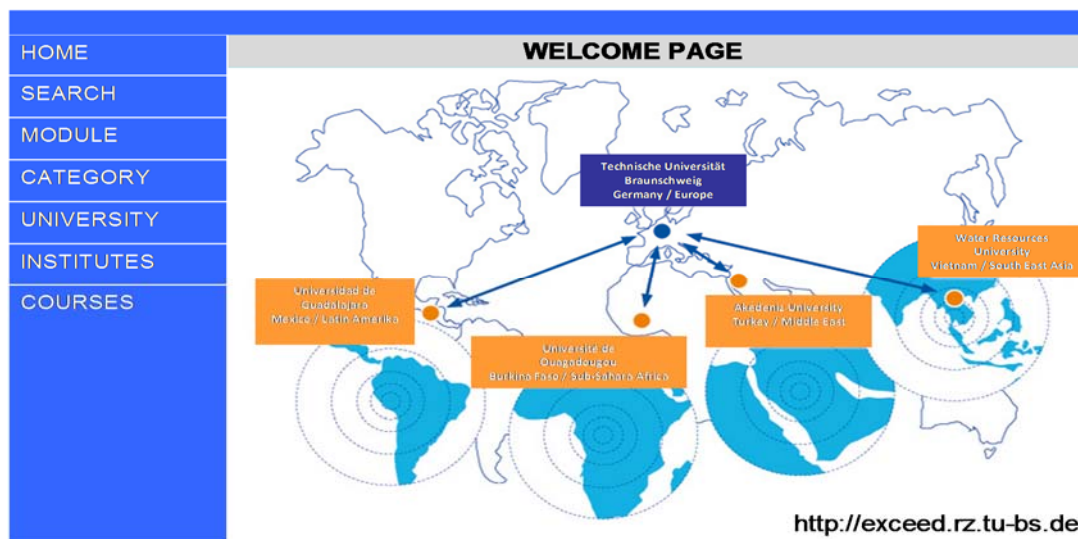 HOME
SEARCH
MODULE
CATEGORY
UNIVERSITY
INSTITUTES
COURSES
WELCOME PAGE
Technische Universität
Braunschweig
Germany / Europe
Water Resources
University
Vietnam / South East Asia
Universidad de
Guadalajara
Mexico / Latin Amerika
Akedeniz University
Turkey / Middle East
Université de
Ouagadougou
Burkina Faso / Sub-Sahara Africa
http://exceed.rz.tu-bs.de